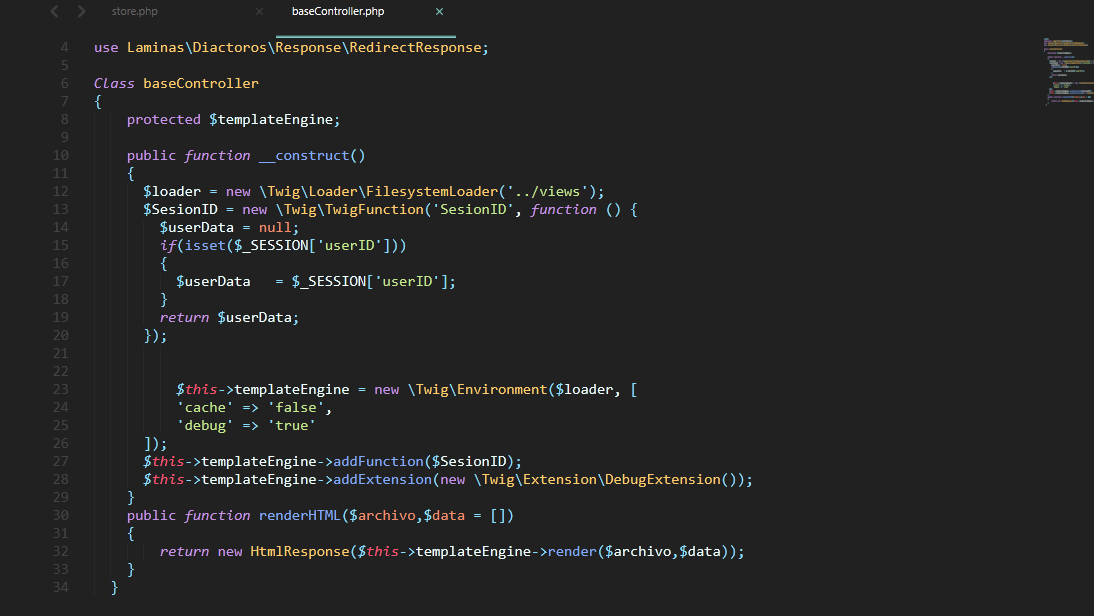 store.php × baseController.php ×
4 use Laminas\Diactoros\Response\RedirectResponse;
5
6 Class baseController
7 {
8 protected $templateEngine;
9
10 public function __construct()
11 {
12 $loader = new \Twig\Loader\FilesystemLoader('../views');
13 $SesionID = new \Twig\TwigFunction('SesionID', function () {
14 $userData = null;
15 if(isset($_SESSION['userID']))
16 {
17 $userData   = $_SESSION['userID'];
18 }
19 return $userData;
20 });
21
22
23 $this->templateEngine = new \Twig\Environment($loader, [
24 'cache' => 'false',
25 'debug' => 'true'
26 ]);
27 $this->templateEngine->addFunction($SesionID);
28 $this->templateEngine->addExtension(new \Twig\Extension\DebugExtension());
29 }
30 public function renderHTML($archivo,$data = [])
31 {
32 return new HtmlResponse($this->templateEngine->render($archivo,$data));
33 }
34 }